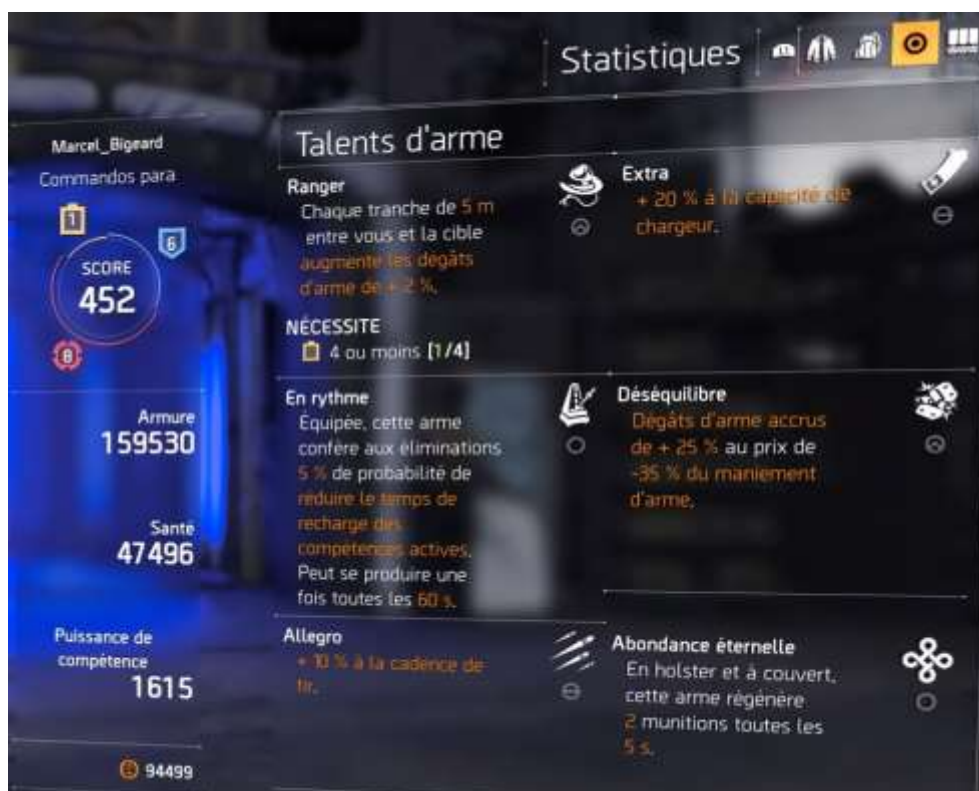 Statistiques
Marcel_Bigeard
Commandos para
1
6
SCORE
452
8
Armure
159530
Santé
47496
Puissance de
compétence
1615
94499
Talents d'arme
Ranger
Chaque tranche de 5 m
entre vous et la cible
augmente les dégâts
d'arme de + 2 %.
NÉCESSITE
4 ou moins [1/4]
Extra
+ 20 % à la capacité de
chargeur.
En rythme
Équipée, cette arme
confère aux éliminations
5 % de probabilité de
réduire le temps de
recharge des
compétences actives.
Peut se produire une
fois toutes les 60 s.
Déséquilibre
Dégâts d'arme accrus
de + 25 % au prix de
-35 % du maniement
d'arme.
Allegro
+ 10 % à la cadence de
tir.
Abondance éternelle
En holster et à couvert,
cette arme régénère
2 munitions toutes les
5 s.